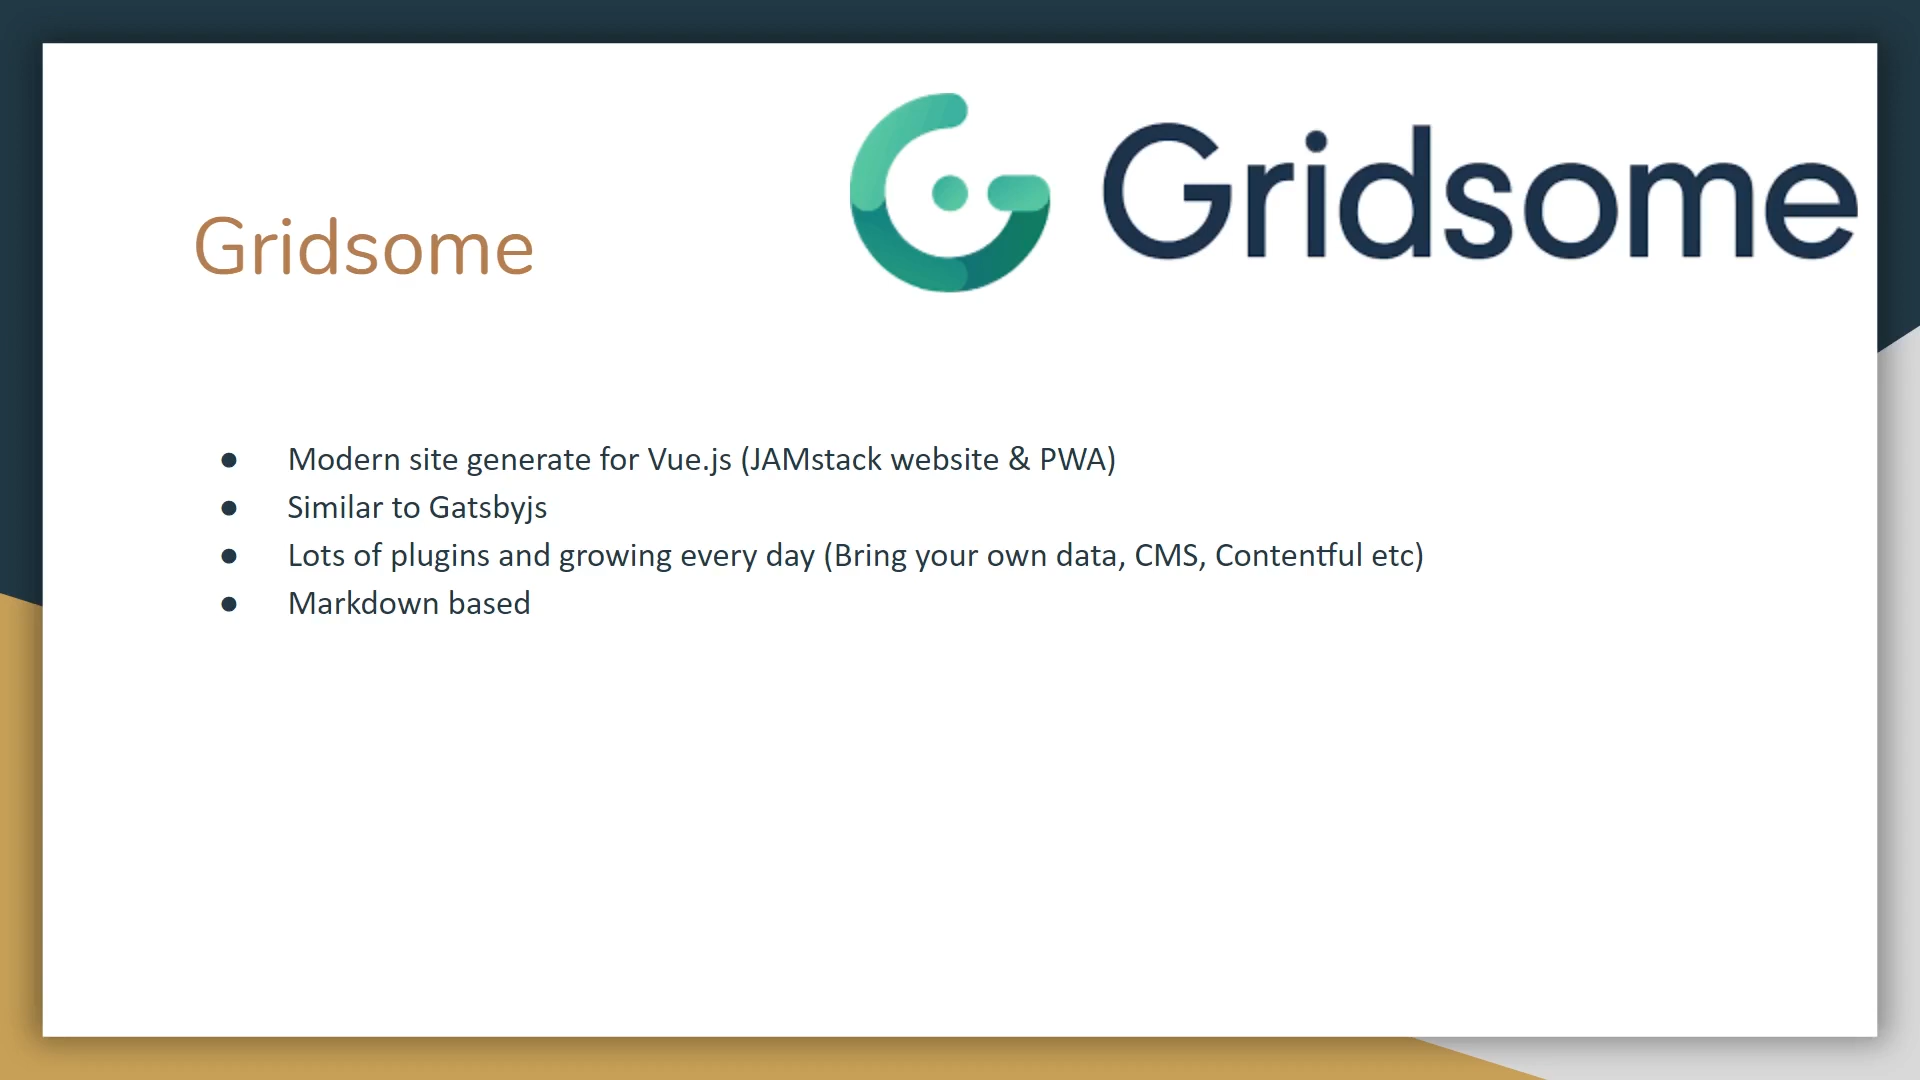 Gridsome
Gridsome
● Modern site generate for Vue.js (JAMstack website & PWA)
● Similar to Gatsbyjs
● Lots of plugins and growing every day (Bring your own data, CMS, Contentful etc)
● Markdown based